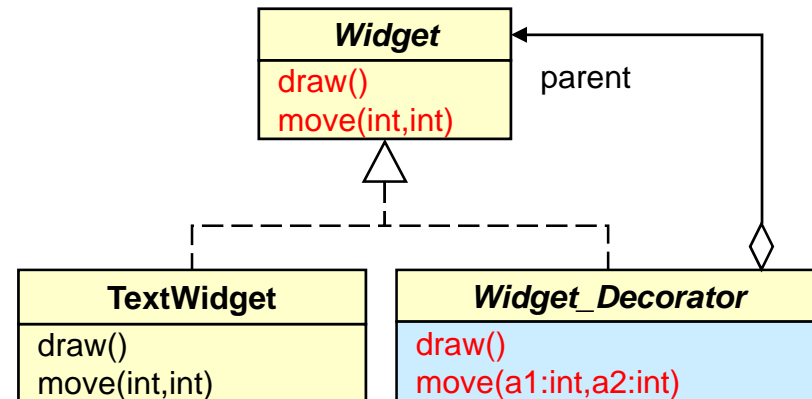 Widget
draw()
move(int,int)
parent
TextWidget
draw()
move(int,int)
Widget_Decorator
draw()
move(a1:int,a2:int)